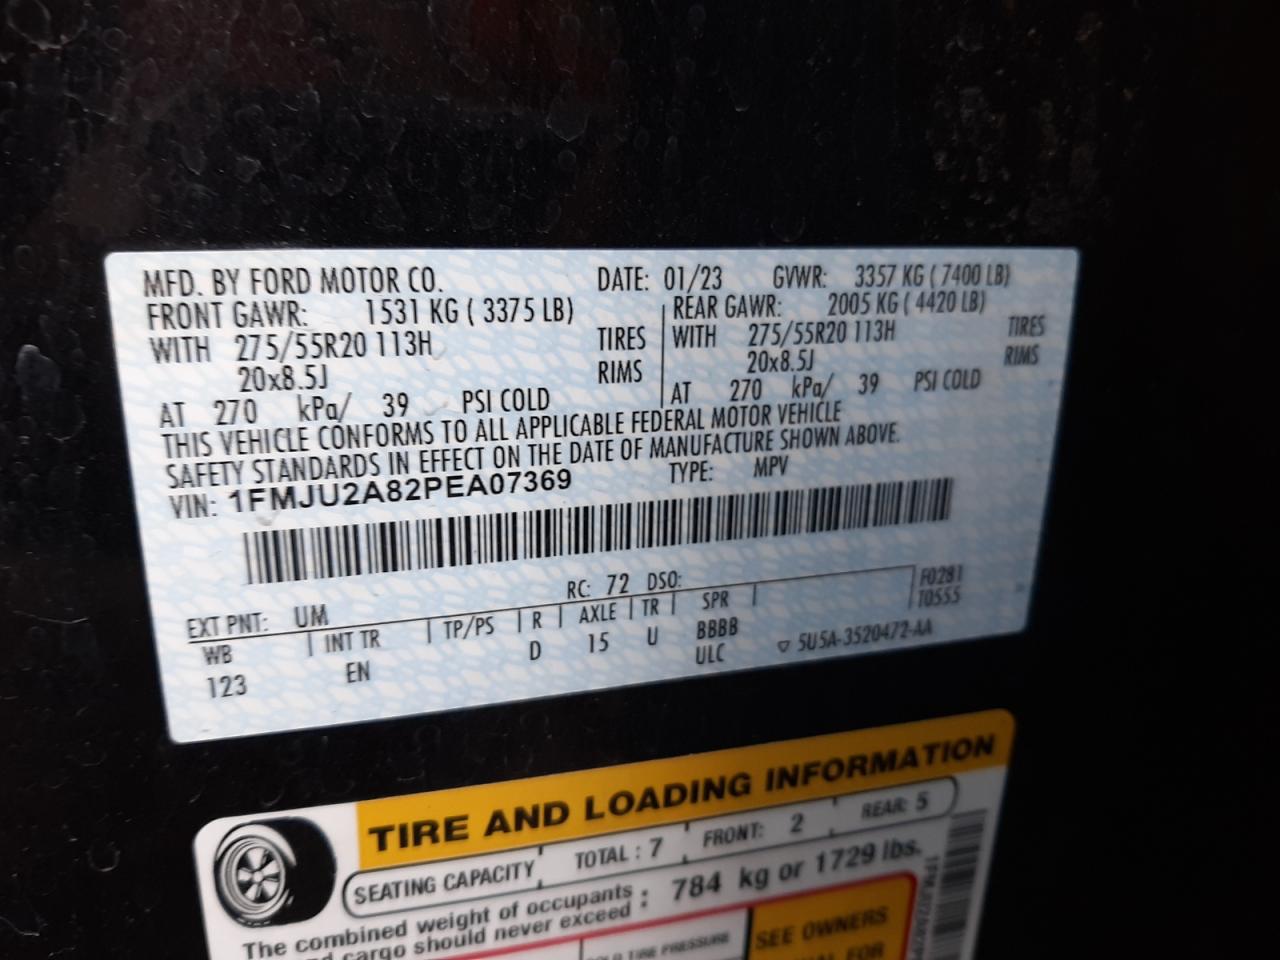 MFD. BY FORD MOTOR CO. DATE: 01/23 GVWR: 3357 KG ( 7400 LB)
FRONT GAWR: 1531 KG ( 3375 LB) REAR GAWR: 2005 KG ( 4420 LB)
WITH 275/55R20 113H TIRES WITH 275/55R20 113H TIRES
20x8.5J RIMS 20x8.5J RIMS
AT 270 kPa/ 39 PSI COLD AT 270 kPa/ 39 PSI COLD
THIS VEHICLE CONFORMS TO ALL APPLICABLE FEDERAL MOTOR VEHICLE
SAFETY STANDARDS IN EFFECT ON THE DATE OF MANUFACTURE SHOWN ABOVE.
VIN: 1FMJU2A82PEA07369 TYPE: MPV
EXT PNT: UM RC: 72 DSO: F0281
WB INT TR TP/PS R AXLE TR SPR T0555
123 EN D 15 U BBBB
ULC ▽ 5U5A-3520472-AA
TIRE AND LOADING INFORMATION
SEATING CAPACITY TOTAL : 7 FRONT: 2 REAR: 5
The combined weight of occupants : 784 kg or 1729 lbs.
cargo should never exceed :
TIRE PRESSURE SEE OWNERS
FOR